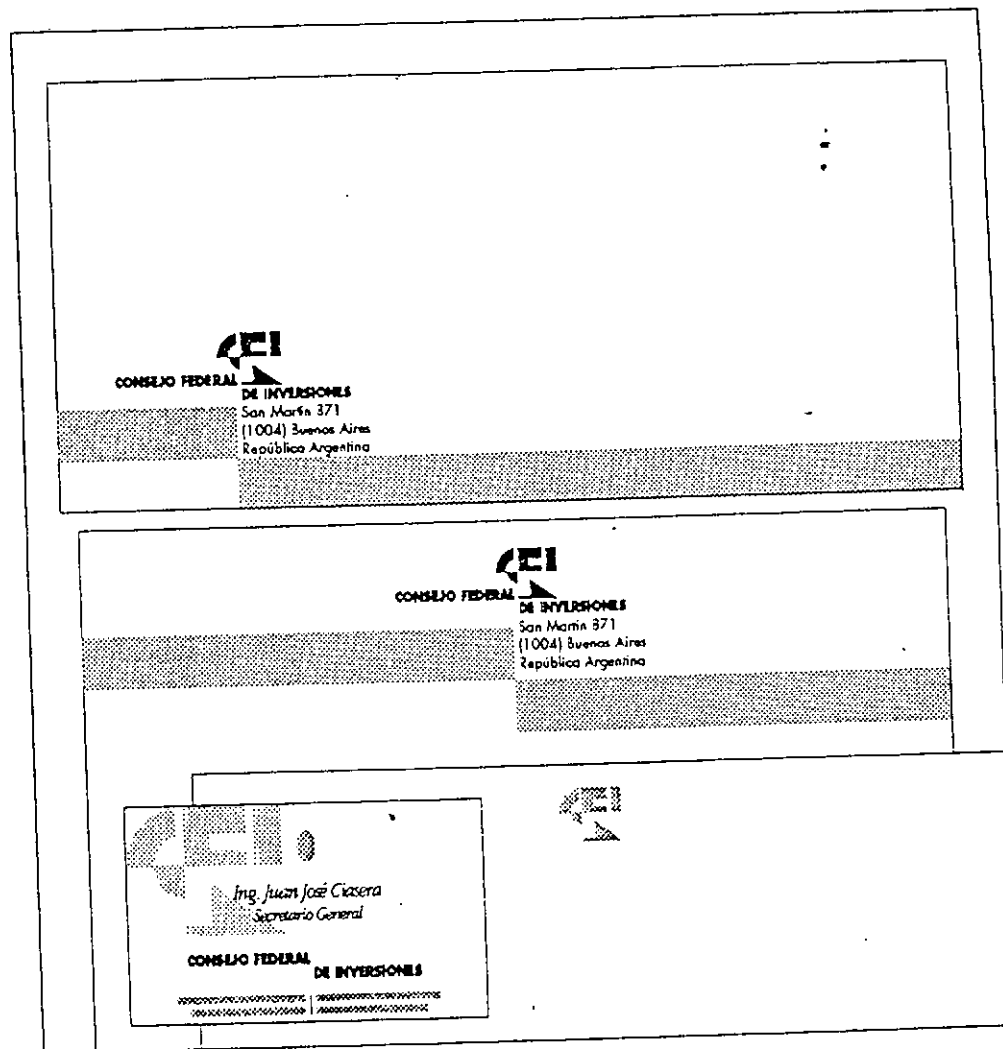 CFI
CONSEJO FEDERAL
DE INVERSIONES
San Martín 371
(1004) Buenos Aires
República Argentina
CFI
CONSEJO FEDERAL
DE INVERSIONES
San Martín 371
(1004) Buenos Aires
República Argentina
CFI
CFI
Ing. Juan José Ciasera
Secretario General
CONSEJO FEDERAL
DE INVERSIONES